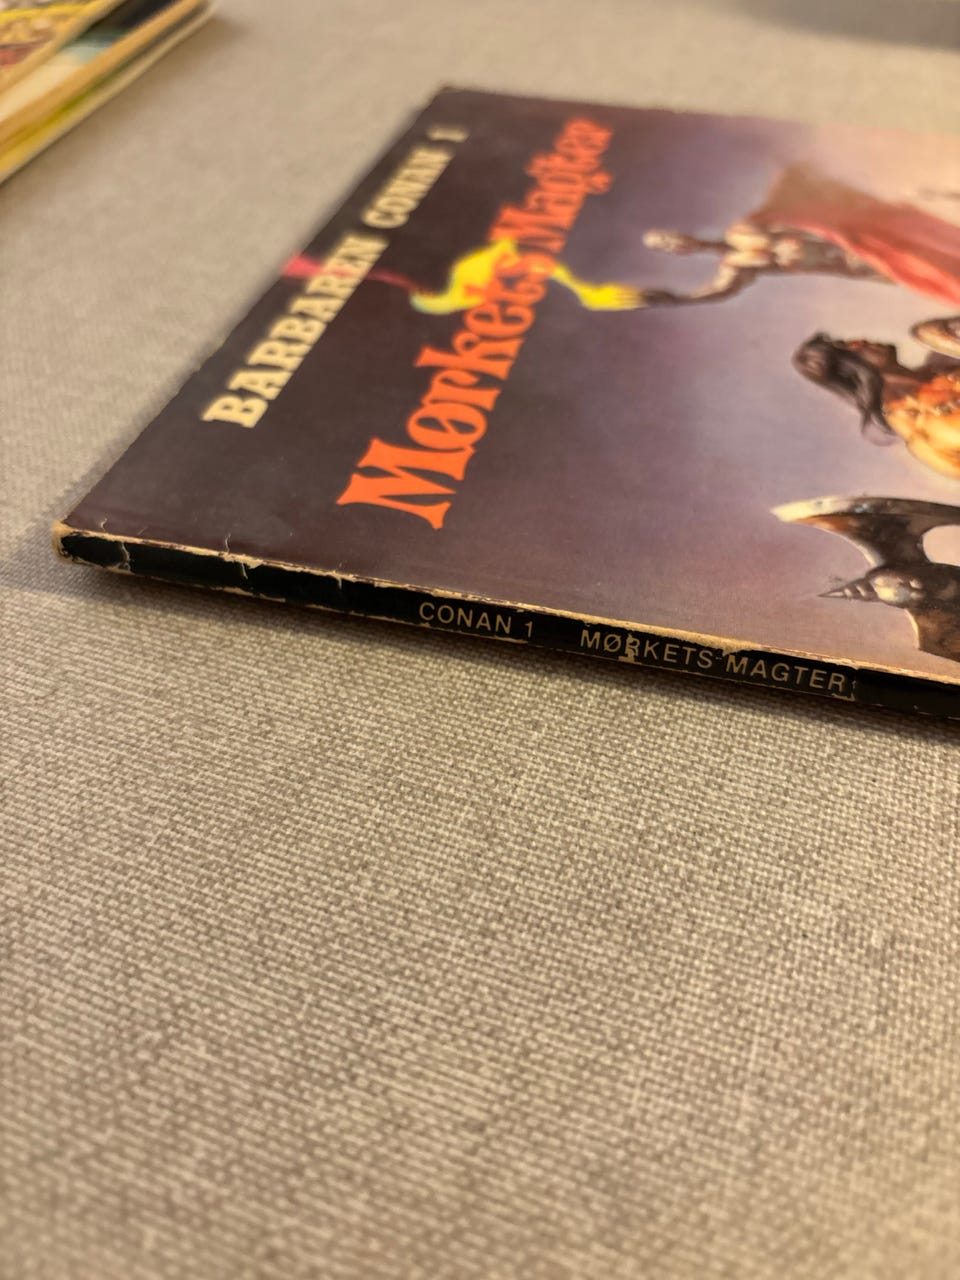 BARBAREN CONAN 1
Mørkets Magter
CONAN 1 MØRKETS MAGTER